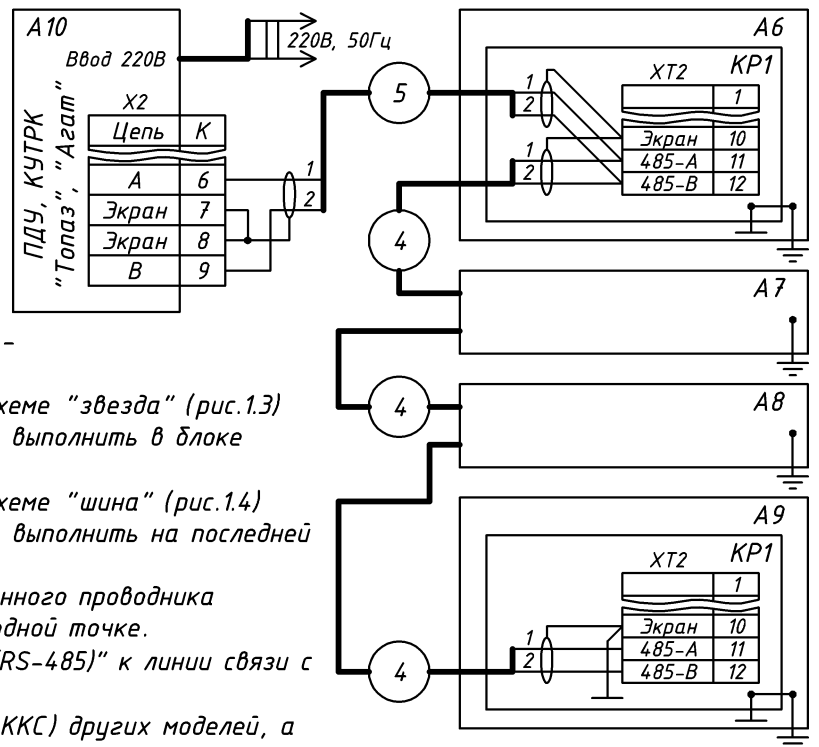 А10
Ввод 220В
220В, 50Гц
ПДУ, КУТРК
"Топаз", "Агат"
Х2
Цепь К
А 6
Экран 7
Экран 8
В 9
1
2
5
А6
КР1
ХТ2
1
Экран 10
485-А 11
485-В 12
1
2
1
2
4
А7
4
А8
А9
КР1
ХТ2
1
Экран 10
485-А 11
485-В 12
1
2
4
-
хеме "звезда" (рис.1.3)
выполнить в блоке
хеме "шина" (рис.1.4)
выполнить на последней
нного проводника
одной точке.
RS-485)" к линии связи с
ККС) других моделей, а